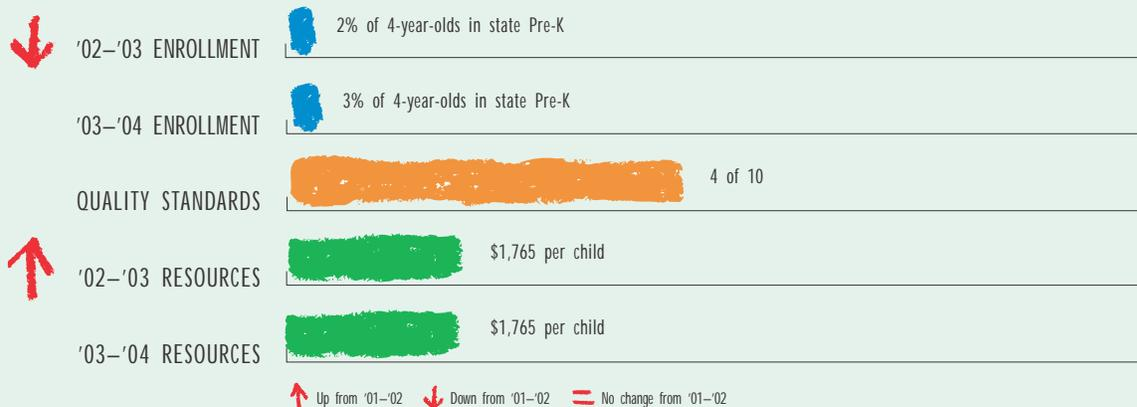 2% of 4-year-olds in state Pre-K
'02–'03 ENROLLMENT
3% of 4-year-olds in state Pre-K
'03–'04 ENROLLMENT
4 of 10
QUALITY STANDARDS
$1,765 per child
'02–'03 RESOURCES
$1,765 per child
'03–'04 RESOURCES
Up from '01–'02 Down from '01–'02 No change from '01–'02